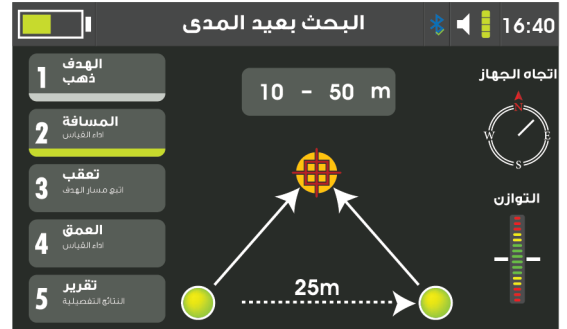 البحث بعيد المدى
16:40
1
الهدف
ذهب
2
المسافة
اداء القياس
3
تعقب
اتبع مسار الهدف
4
العمق
اداء القياس
5
تقرير
النتائج التفصيلية
10 - 50 m
25m
اتجاه الجهاز
N
W
E
S
التوازن